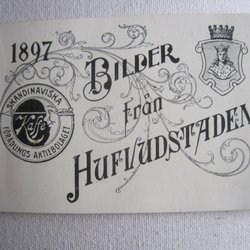 1897
BILDER
från
HUFVUDSTADEN
SKANDINAVISKA
Kaffe
FÖRÄDLINGS-AKTIEBOLAGET